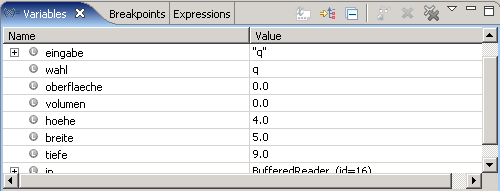 Variables Breakpoints Expressions
Name Value
eingabe "q"
wahl q
oberflaeche 0.0
volumen 0.0
hoehe 4.0
breite 5.0
tiefe 9.0
in BufferedReader (id=16)